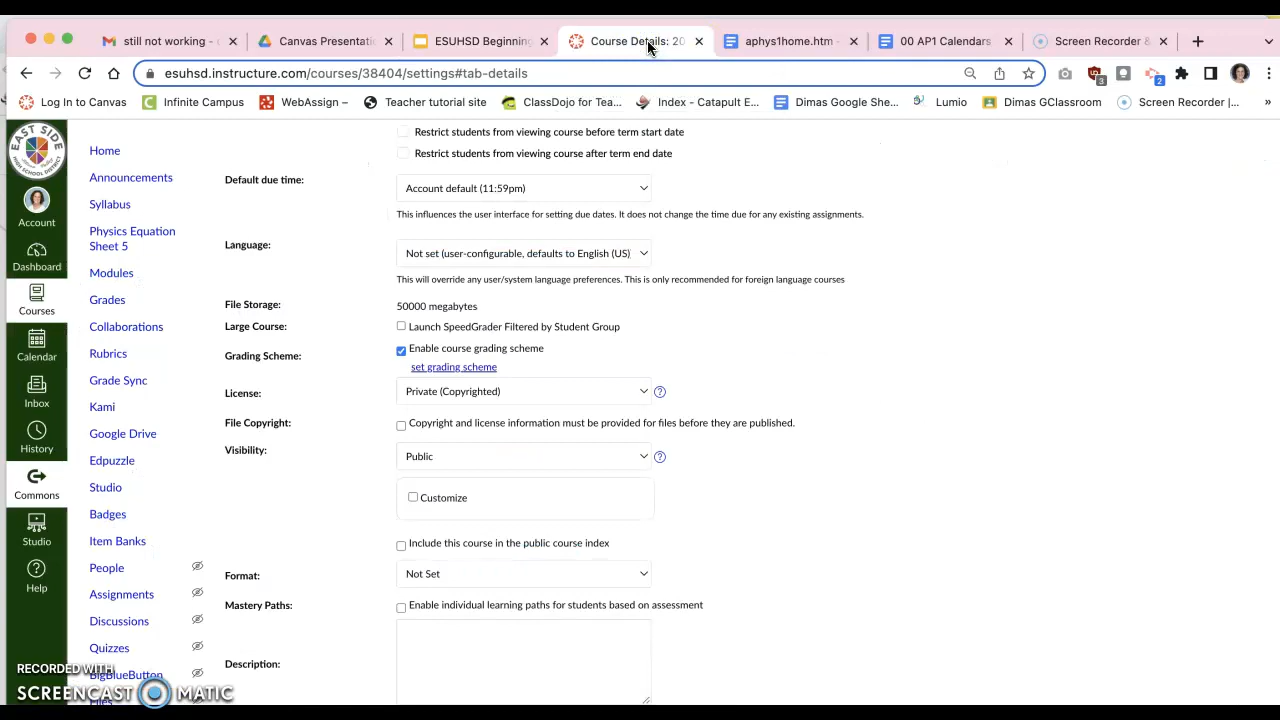 still not working -
Canvas Presentati
ESUHSD Beginning
Course Details: 20
aphys1home.htm -
00 AP1 Calendars
Screen Recorder &
esuhsd.instructure.com/courses/38404/settings#tab-details
3
2
Log In to Canvas
Infinite Campus
WebAssign –
Teacher tutorial site
ClassDojo for Tea...
Index - Catapult E...
Dimas Google She...
Lumio
Dimas GClassroom
Screen Recorder |...
»
EAST SIDE
Account
Dashboard
Courses
Calendar
Inbox
History
Commons
Studio
Help
Home
Announcements
Syllabus
Physics Equation
Sheet 5
Modules
Grades
Collaborations
Rubrics
Grade Sync
Kami
Google Drive
Edpuzzle
Studio
Badges
Item Banks
People
Assignments
Discussions
Quizzes
BigBlueButton
Files
Restrict students from viewing course before term start date
Restrict students from viewing course after term end date
Default due time:
Account default (11:59pm)
This influences the user interface for setting due dates. It does not change the time due for any existing assignments.
Language:
Not set (user-configurable, defaults to English (US)
This will override any user/system language preferences. This is only recommended for foreign language courses
File Storage:
50000 megabytes
Large Course:
Launch SpeedGrader Filtered by Student Group
Grading Scheme:
Enable course grading scheme
set grading scheme
License:
Private (Copyrighted)
File Copyright:
Copyright and license information must be provided for files before they are published.
Visibility:
Public
Customize
Include this course in the public course index
Format:
Not Set
Mastery Paths:
Enable individual learning paths for students based on assessment
Description:
RECORDED WITH
SCREENCAST MATIC